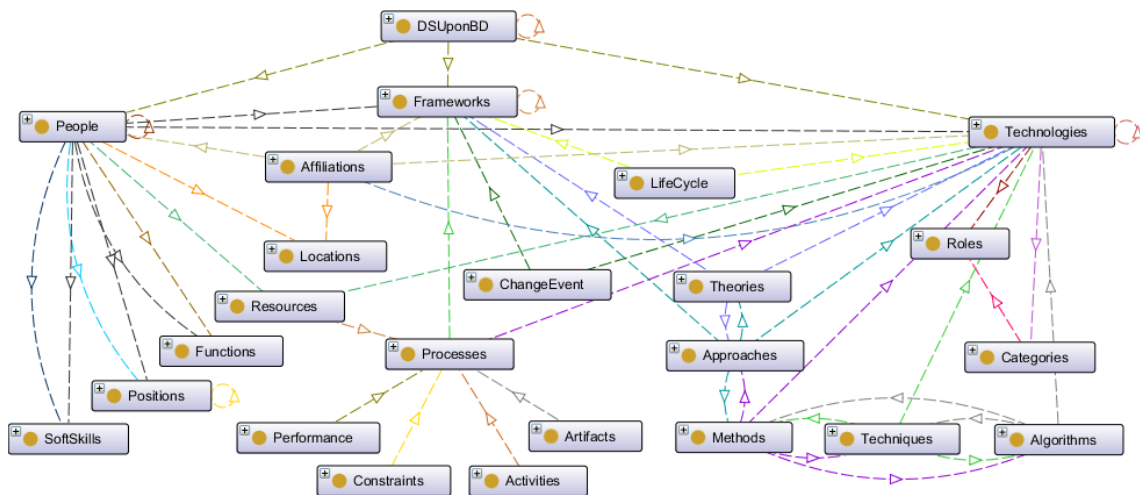 DSUponBD
Frameworks
People
Technologies
Affiliations
LifeCycle
Roles
Locations
ChangeEvent
Theories
Resources
Functions
Processes
Approaches
Categories
Positions
SoftSkills
Performance
Artifacts
Methods
Techniques
Algorithms
Constraints
Activities